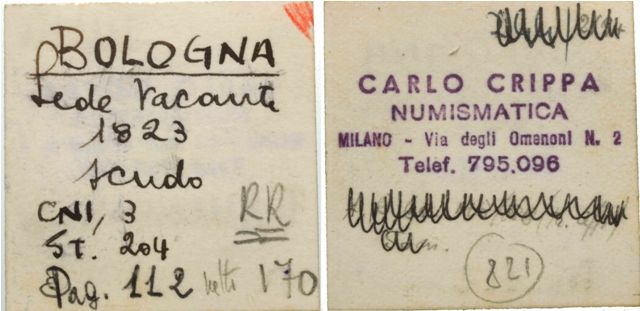 BOLOGNA
Sede Vacante
1823
scudo
CNI, 3
RR
ST. 204
Pag. 112
170
CARLO CRIPPA
NUMISMATICA
MILANO - Via degli Omenoni N. 2
Telef. 795.096
821